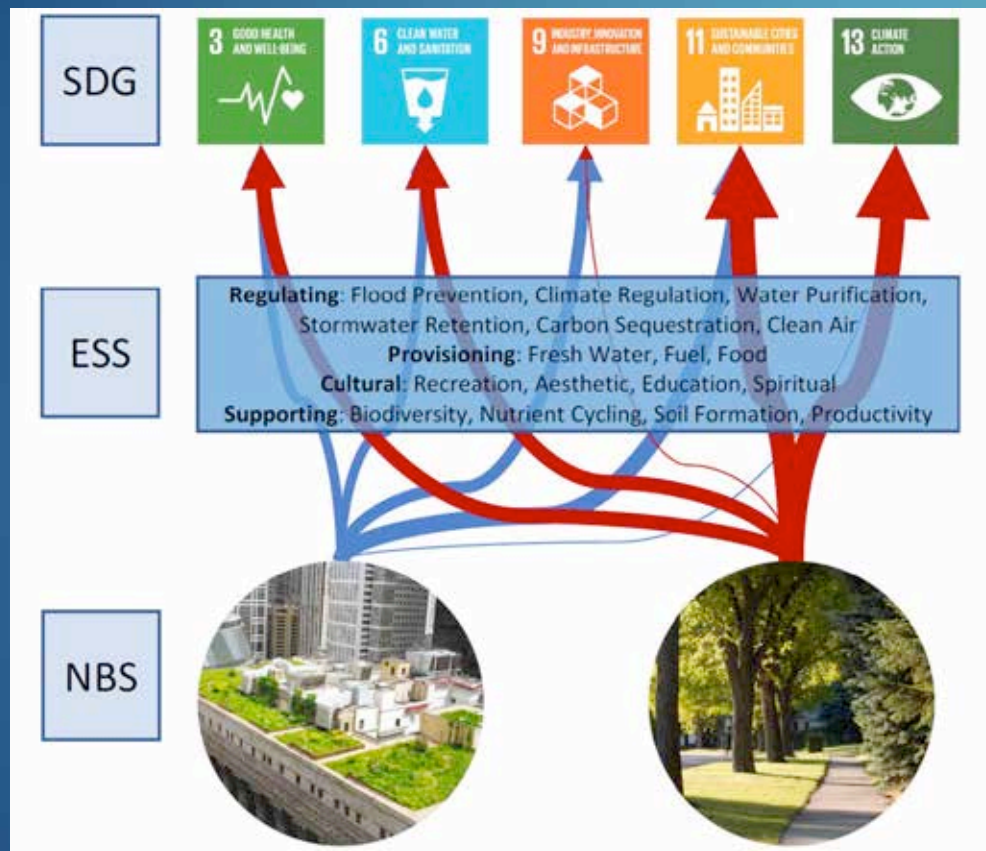 SDG
3 GOOD HEALTH
AND WELL-BEING
6 CLEAN WATER
AND SANITATION
9 INDUSTRY, INNOVATION
AND INFRASTRUCTURE
11 SUSTAINABLE CITIES
AND COMMUNITIES
13 CLIMATE
ACTION
ESS
Regulating: Flood Prevention, Climate Regulation, Water Purification,
Stormwater Retention, Carbon Sequestration, Clean Air
Provisioning: Fresh Water, Fuel, Food
Cultural: Recreation, Aesthetic, Education, Spiritual
Supporting: Biodiversity, Nutrient Cycling, Soil Formation, Productivity
NBS